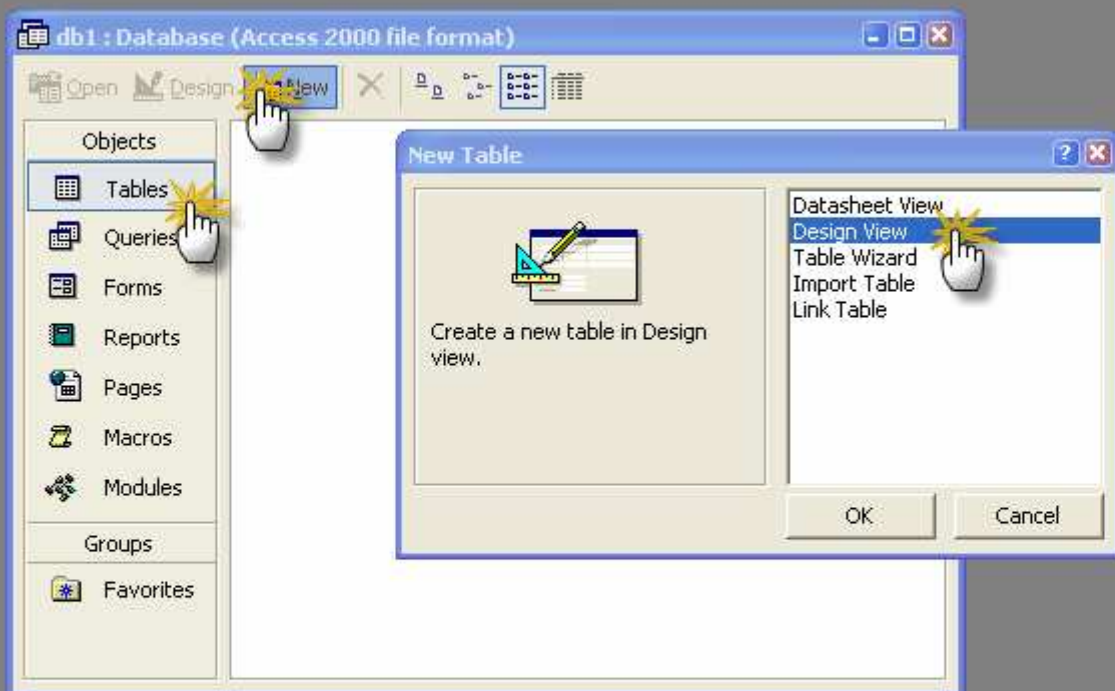 db1 : Database (Access 2000 file format)
Open Design New
Objects
Tables
Queries
Forms
Reports
Pages
Macros
Modules
Groups
Favorites
New Table
Create a new table in Design
view.
Datasheet View
Design View
Table Wizard
Import Table
Link Table
OK Cancel